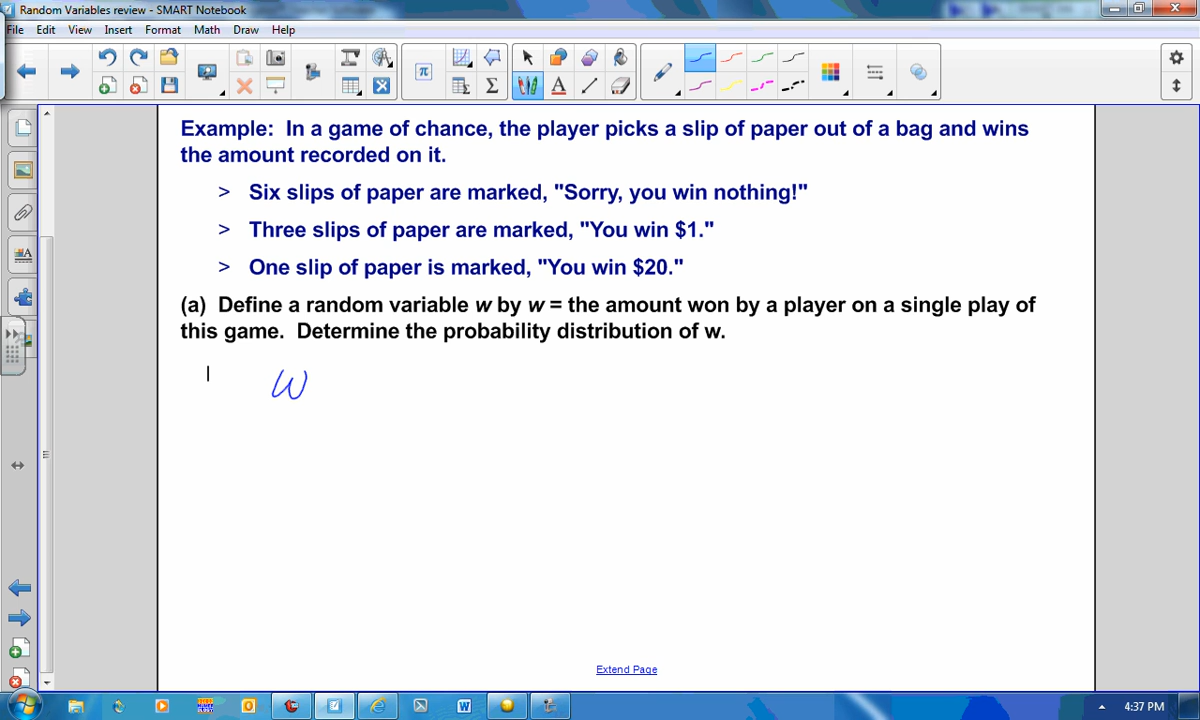 Random Variables review - SMART Notebook
File Edit View Insert Format Math Draw Help
Example: In a game of chance, the player picks a slip of paper out of a bag and wins
the amount recorded on it.
> Six slips of paper are marked, "Sorry, you win nothing!"
> Three slips of paper are marked, "You win $1."
> One slip of paper is marked, "You win $20."
(a) Define a random variable w by w = the amount won by a player on a single play of
this game. Determine the probability distribution of w.
W
Extend Page
4:37 PM